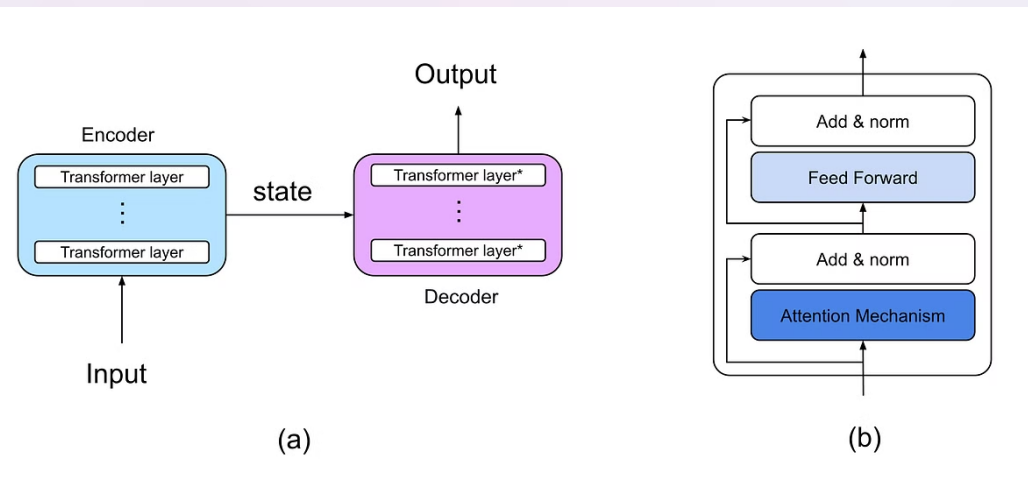 Output
Encoder
Transformer layer
⋮
Transformer layer
state
Transformer layer*
⋮
Transformer layer*
Decoder
Input
(a)
Add & norm
Feed Forward
Add & norm
Attention Mechanism
(b)